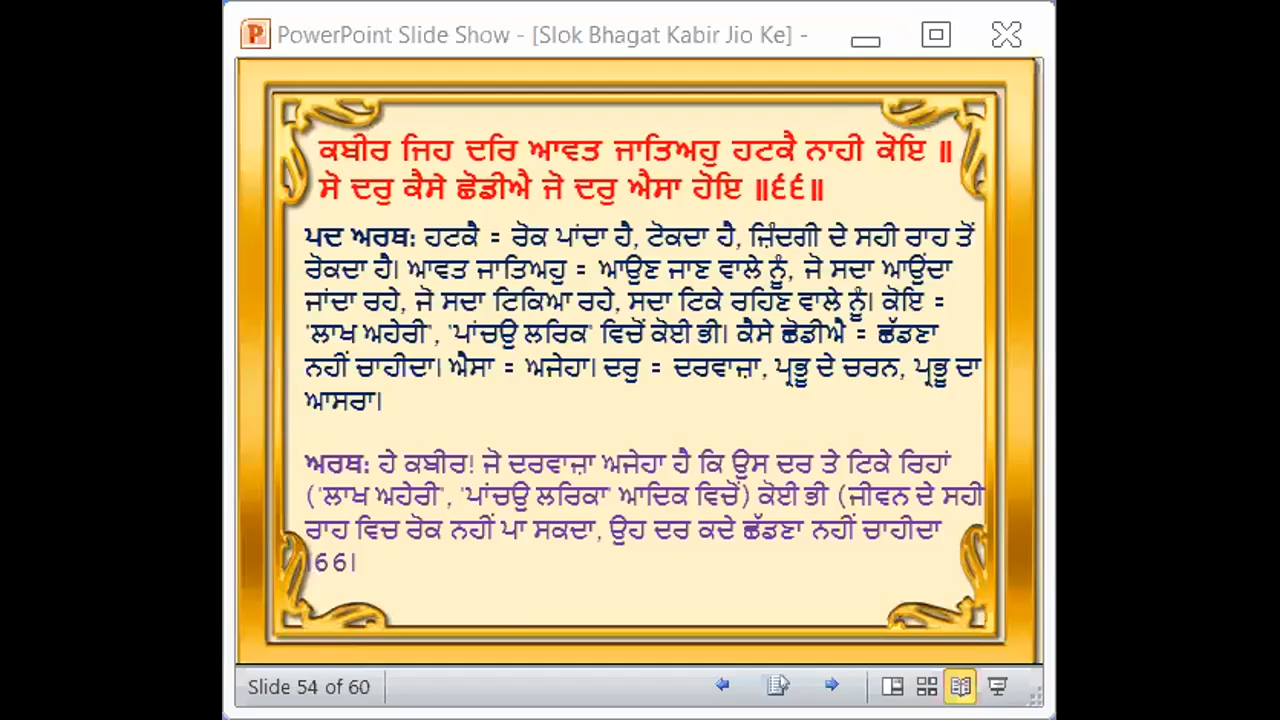 PowerPoint Slide Show - [Slok Bhagat Kabir Jio Ke] -
ਕਬੀਰ ਜਿਹ ਦਰਿ ਆਵਤ ਜਾਤਿਅਹੁ ਹਟਕੈ ਨਾਹੀ ਕੋਇ ॥
ਸੋ ਦਰੁ ਕੈਸੇ ਛੋਡੀਐ ਜੋ ਦਰੁ ਐਸਾ ਹੋਇ ॥੬੬॥
ਪਦ ਅਰਥ: ਹਟਕੈ = ਰੋਕ ਪਾਂਦਾ ਹੈ, ਟੋਕਦਾ ਹੈ, ਜ਼ਿੰਦਗੀ ਦੇ ਸਹੀ ਰਾਹ ਤੋਂ
ਰੋਕਦਾ ਹੈ। ਆਵਤ ਜਾਤਿਅਹੁ = ਆਉਣ ਜਾਣ ਵਾਲੇ ਨੂੰ, ਜੋ ਸਦਾ ਆਉਂਦਾ
ਜਾਂਦਾ ਰਹੇ, ਜੋ ਸਦਾ ਟਿਕਿਆ ਰਹੇ, ਸਦਾ ਟਿਕੇ ਰਹਿਣ ਵਾਲੇ ਨੂੰ। ਕੋਇ =
'ਲਾਖ ਅਹੇਰੀ', 'ਪਾਂਚਉ ਲਰਿਕ' ਵਿਚੋਂ ਕੋਈ ਭੀ। ਕੈਸੇ ਛੋਡੀਐ = ਛੱਡਣਾ
ਨਹੀਂ ਚਾਹੀਦਾ। ਐਸਾ = ਅਜੇਹਾ। ਦਰੁ = ਦਰਵਾਜ਼ਾ, ਪ੍ਰਭੂ ਦੇ ਚਰਨ, ਪ੍ਰਭੂ ਦਾ
ਆਸਰਾ।
ਅਰਥ: ਹੇ ਕਬੀਰ! ਜੋ ਦਰਵਾਜ਼ਾ ਅਜੇਹਾ ਹੈ ਕਿ ਉਸ ਦਰ ਤੇ ਟਿਕੇ ਰਿਹਾਂ
('ਲਾਖ ਅਹੇਰੀ', 'ਪਾਂਚਉ ਲਰਿਕਾ' ਆਦਿਕ ਵਿਚੋਂ) ਕੋਈ ਭੀ (ਜੀਵਨ ਦੇ ਸਹੀ
ਰਾਹ ਵਿਚ ਰੋਕ ਨਹੀਂ ਪਾ ਸਕਦਾ, ਉਹ ਦਰ ਕਦੇ ਛੱਡਣਾ ਨਹੀਂ ਚਾਹੀਦਾ
।66।
Slide 54 of 60